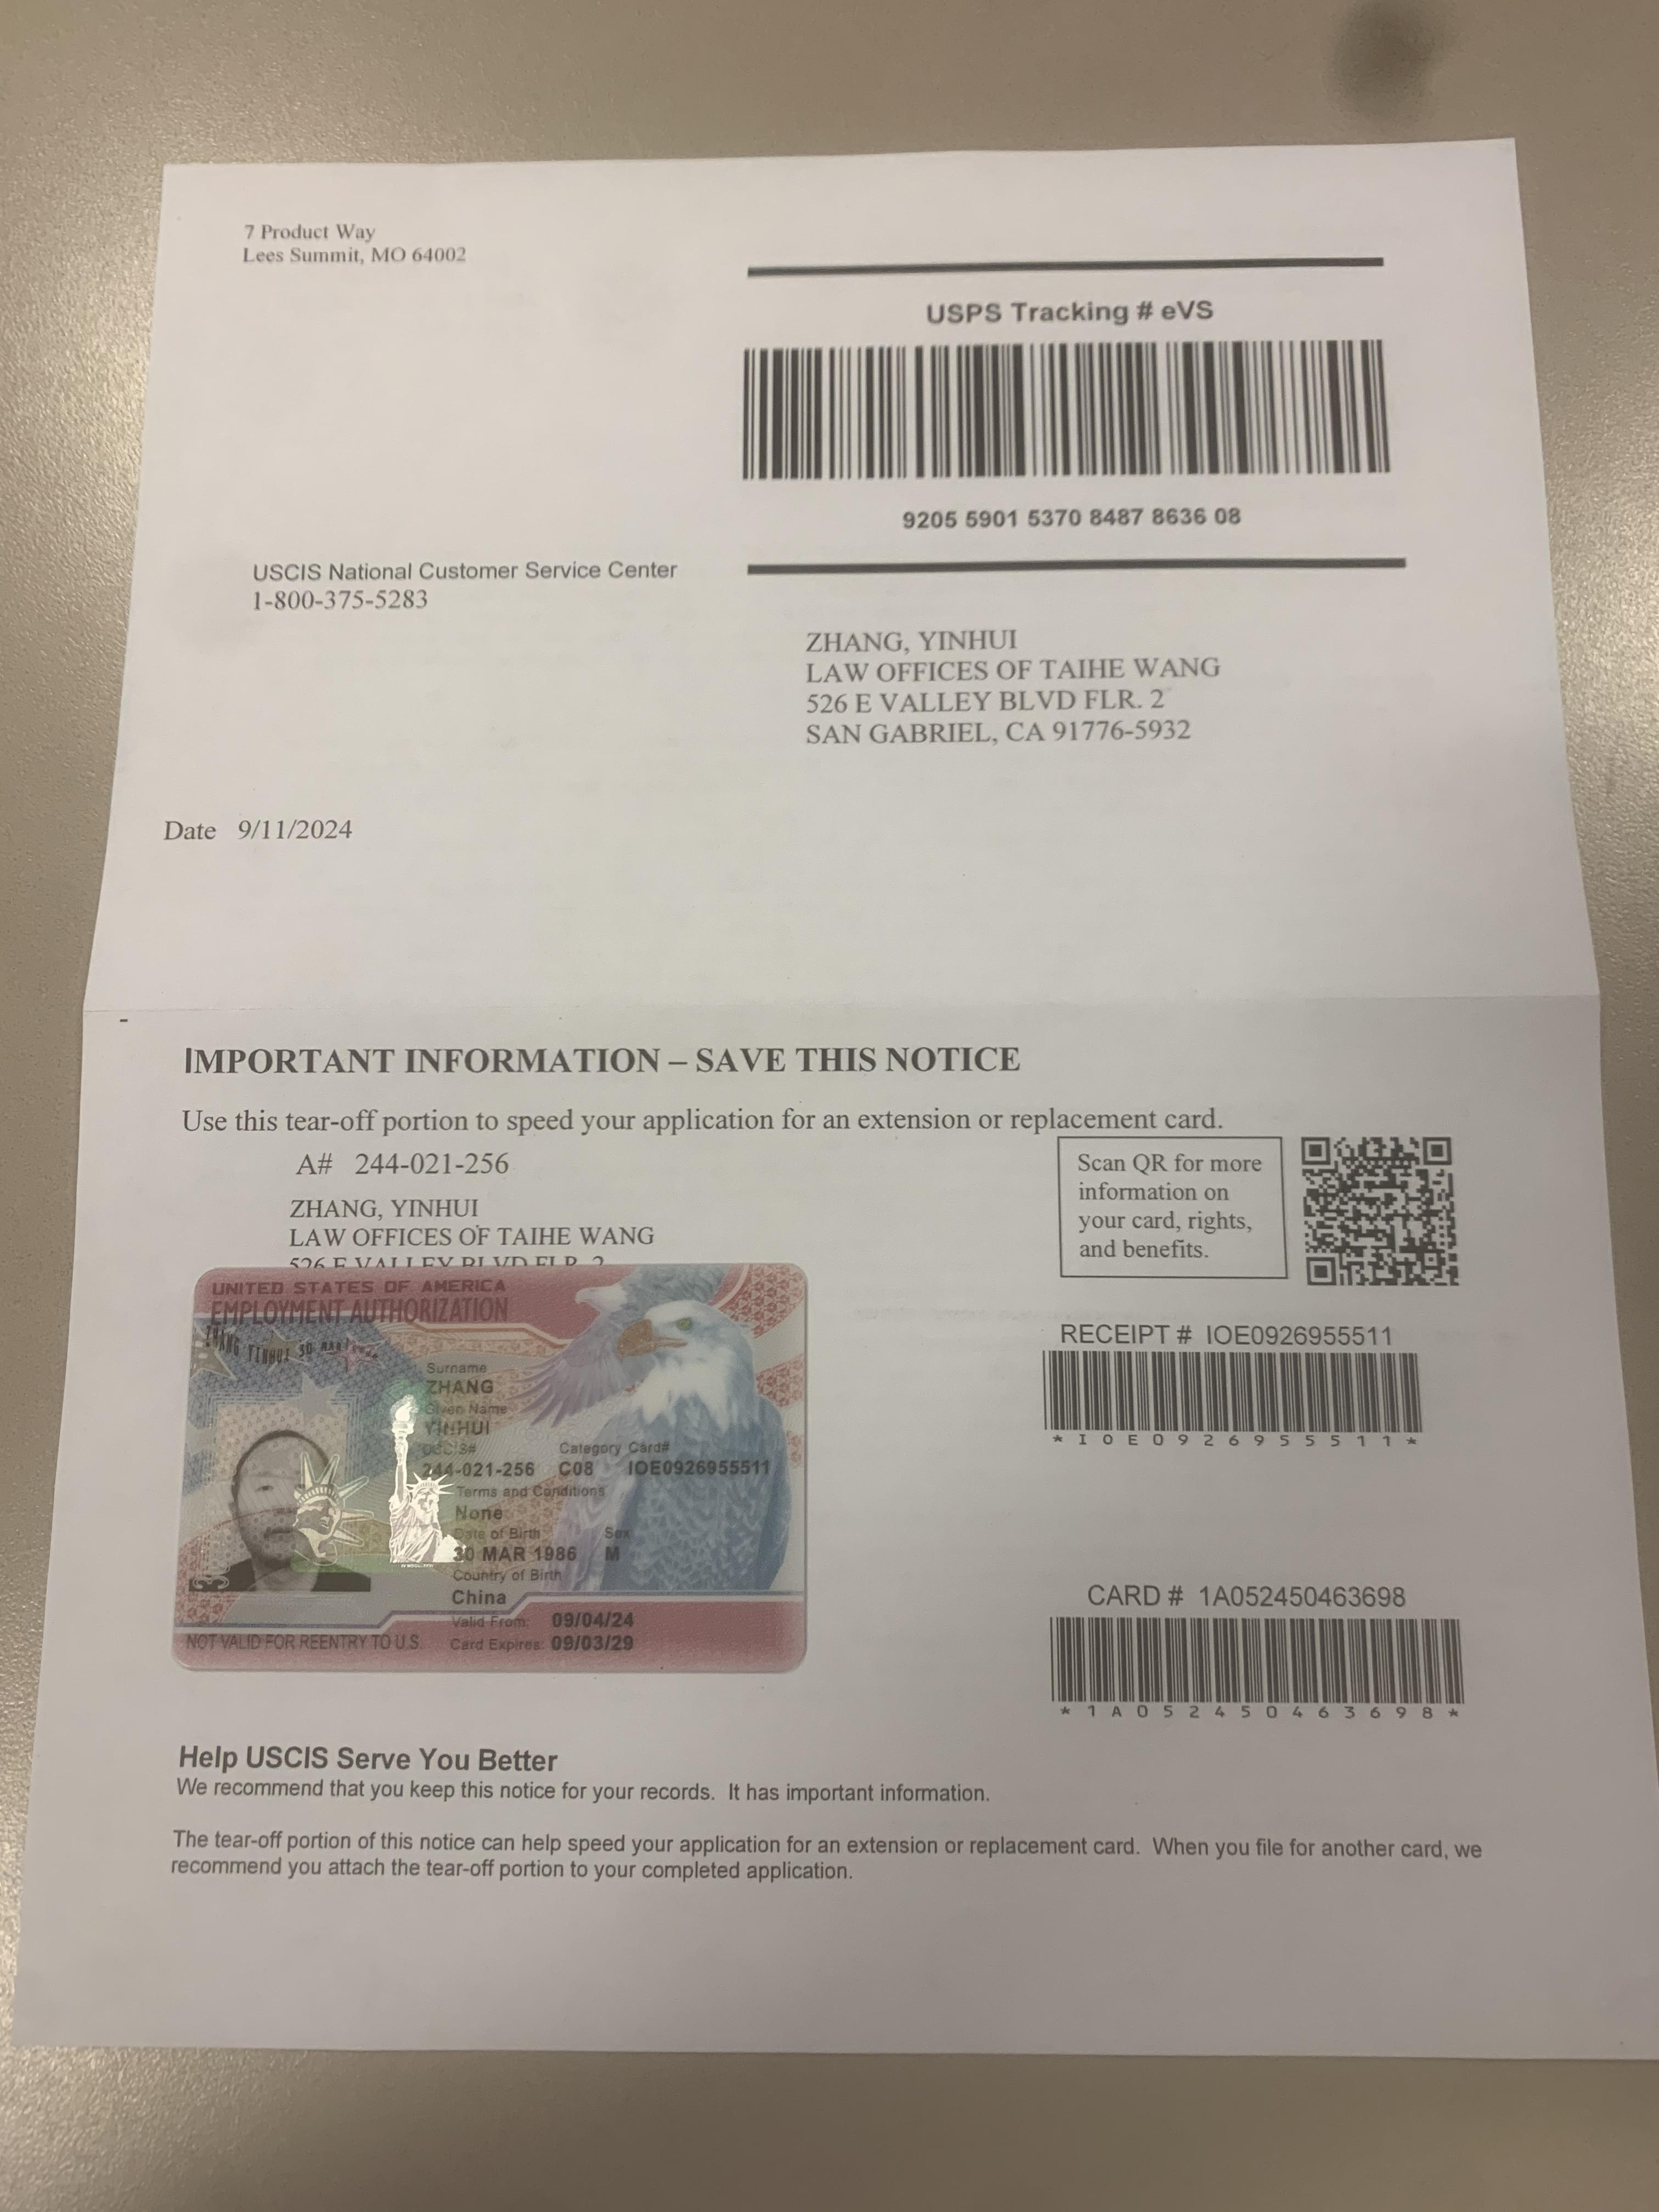 7 Product Way
Lees Summit, MO 64002
USPS Tracking # eVS
9205 5901 5370 8487 8636 08
USCIS National Customer Service Center
1-800-375-5283
ZHANG, YINHUI
LAW OFFICES OF TAIHE WANG
526 E VALLEY BLVD FLR. 2
SAN GABRIEL, CA 91776-5932
Date 9/11/2024
IMPORTANT INFORMATION – SAVE THIS NOTICE
Use this tear-off portion to speed your application for an extension or replacement card.
A# 244-021-256
ZHANG, YINHUI
LAW OFFICES OF TAIHE WANG
526 E VALLEY BLVD FLR. 2
Scan QR for more
information on
your card, rights,
and benefits.
UNITED STATES OF AMERICA
EMPLOYMENT AUTHORIZATION
ZHANG YINHUI 30 MAR
Surname
ZHANG
Given Name
YINHUI
USCIS# Category Card#
244-021-256 C08 IOE0926955511
Terms and Conditions
None
Date of Birth Sex
30 MAR 1986 M
Country of Birth
China
Valid From: 09/04/24
Card Expires: 09/03/29
NOT VALID FOR REENTRY TO U.S.
RECEIPT # IOE0926955511
*IOE0926955511*
CARD # 1A052450463698
*1A052450463698*
Help USCIS Serve You Better
We recommend that you keep this notice for your records. It has important information.
The tear-off portion of this notice can help speed your application for an extension or replacement card. When you file for another card, we
recommend you attach the tear-off portion to your completed application.